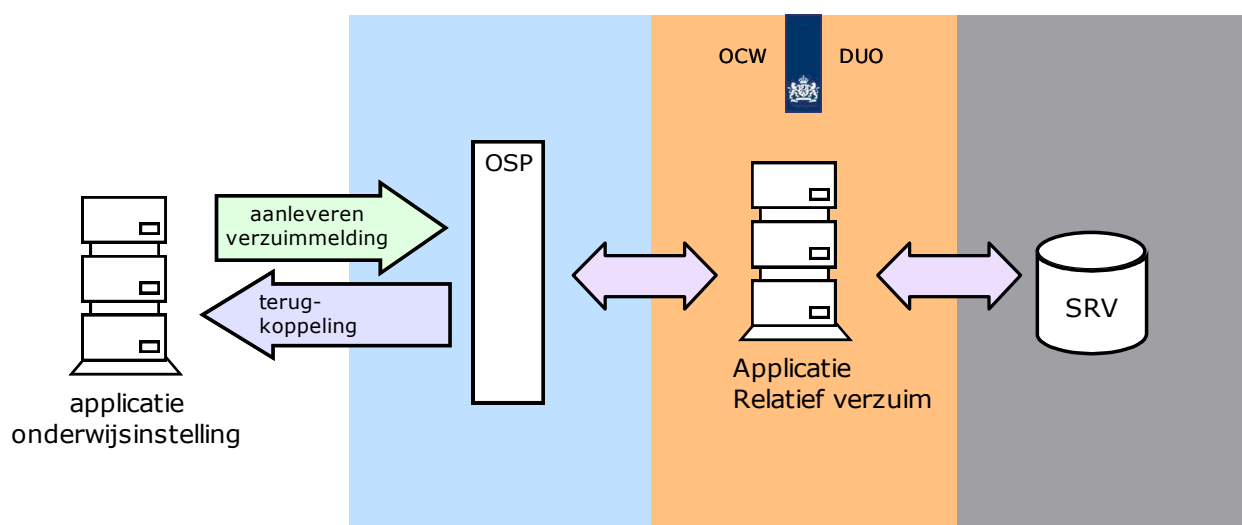 OCW DUO
OSP
aanleveren
verzuimmelding
terug-
koppeling
SRV
Applicatie
Relatief verzuim
applicatie
onderwijsinstelling